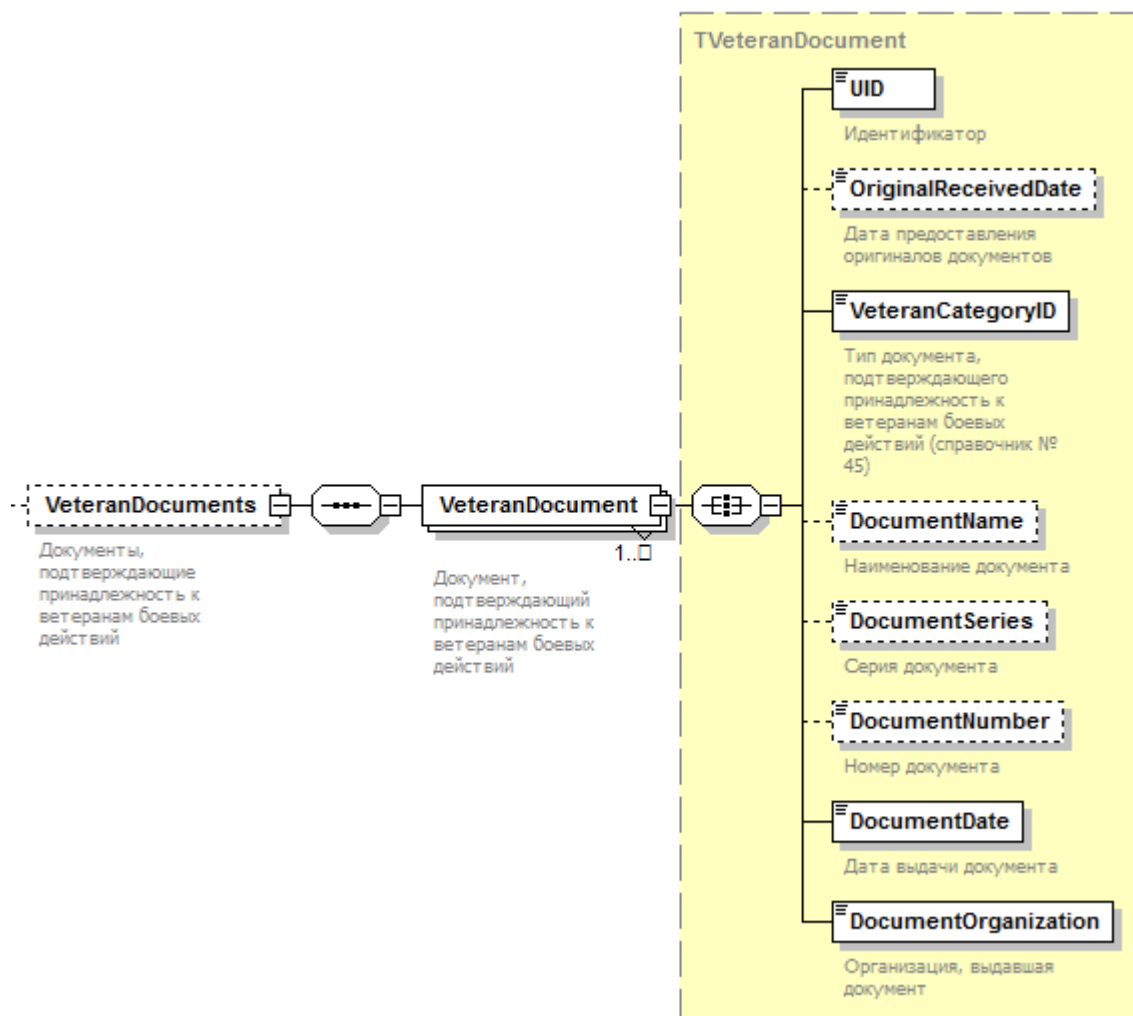 TVeteranDocument
UID
Идентификатор
OriginalReceivedDate
Дата предоставления
оригиналов документов
VeteranCategoryID
Тип документа,
подтверждающего
принадлежность к
ветеранам боевых
действий (справочник №
45)
VeteranDocuments
Документы,
подтверждающие
принадлежность к
ветеранам боевых
действий
VeteranDocument
1..□
Документ,
подтверждающий
принадлежность к
ветеранам боевых
действий
DocumentName
Наименование документа
DocumentSeries
Серия документа
DocumentNumber
Номер документа
DocumentDate
Дата выдачи документа
DocumentOrganization
Организация, выдавшая
документ